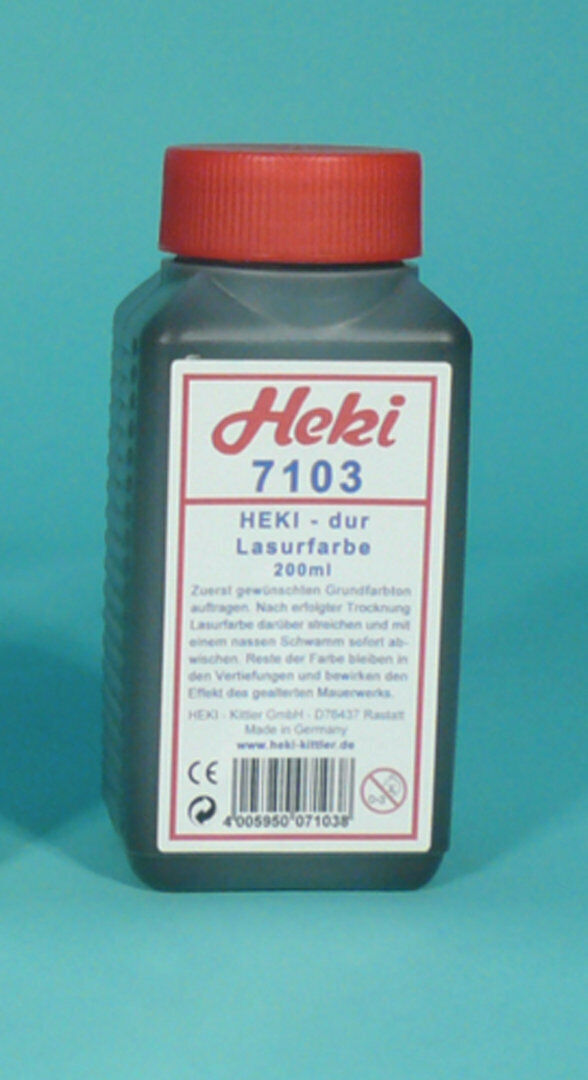 Heki
7103
HEKI - dur
Lasurfarbe
200ml
Zuerst gewünschten Grundfarbton
auftragen. Nach erfolgter Trocknung
Lasurfarbe darüber streichen und mit
einem nassen Schwamm sofort ab-
wischen. Reste der Farbe bleiben in
den Vertiefungen und bewirken den
Effekt des gealterten Mauerwerks.
HEKI - Kittler GmbH - D76437 Rastatt
Made in Germany
www.heki-kittler.de
CE
0-3
4 005950 071038